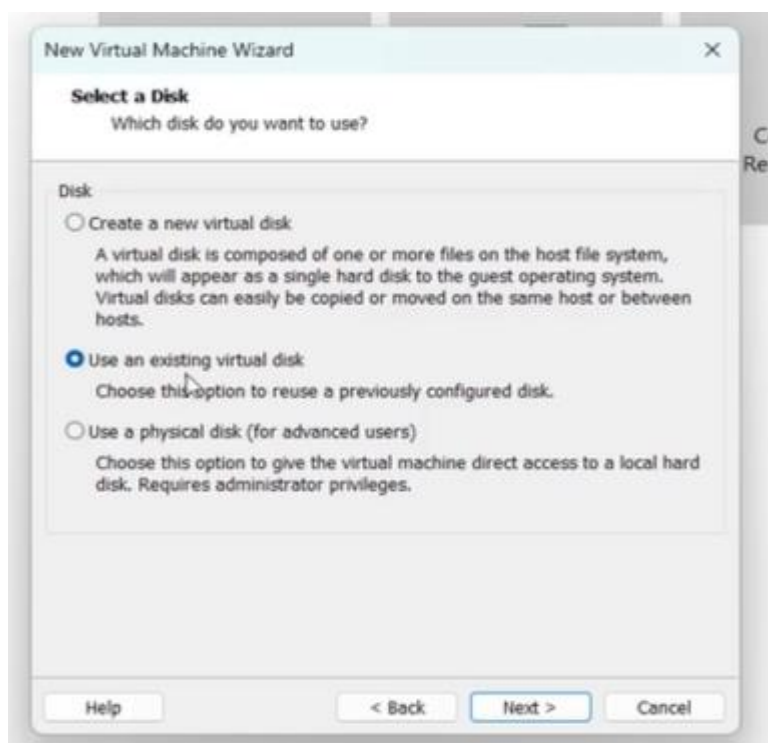 New Virtual Machine Wizard
Select a Disk
Which disk do you want to use?
Disk
Create a new virtual disk
A virtual disk is composed of one or more files on the host file system,
which will appear as a single hard disk to the guest operating system.
Virtual disks can easily be copied or moved on the same host or between
hosts.
Use an existing virtual disk
Choose this option to reuse a previously configured disk.
Use a physical disk (for advanced users)
Choose this option to give the virtual machine direct access to a local hard
disk. Requires administrator privileges.
Help
< Back
Next >
Cancel
C
Re